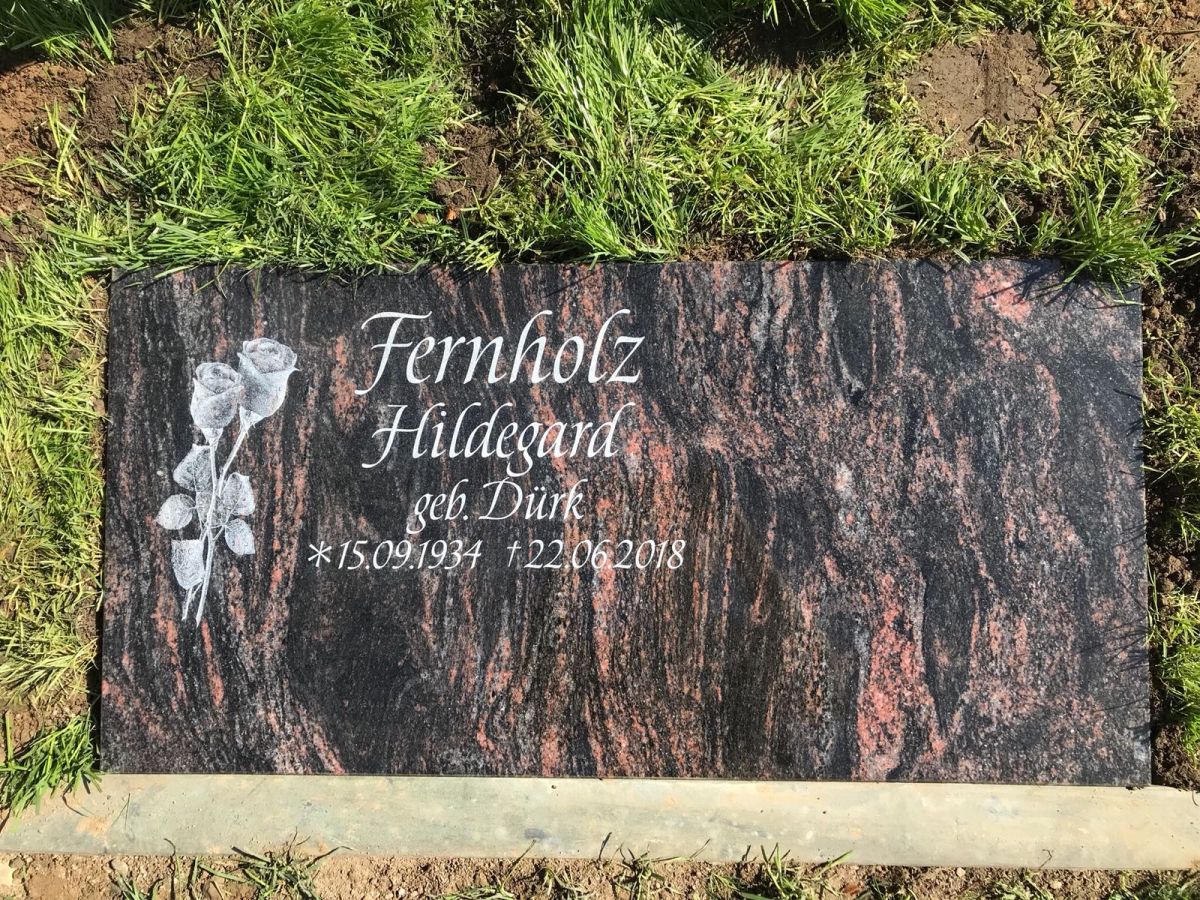 Fernholz
Hildegard
geb. Dürk
*15.09.1934 †22.06.2018